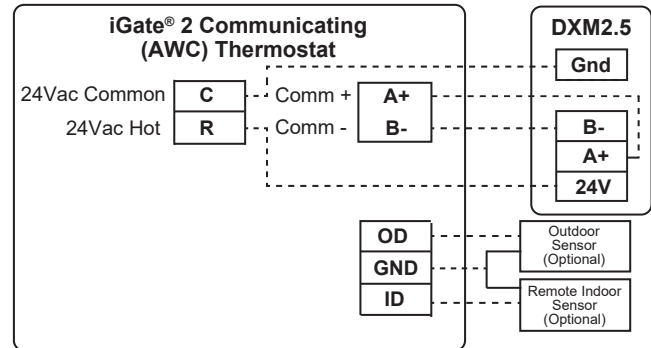 iGate® 2 Communicating
(AWC) Thermostat
DXM2.5
Gnd
24Vac Common
C
Comm +
A+
24Vac Hot
R
Comm -
B-
B-
A+
24V
OD
GND
ID
Outdoor
Sensor
(Optional)
Remote Indoor
Sensor
(Optional)